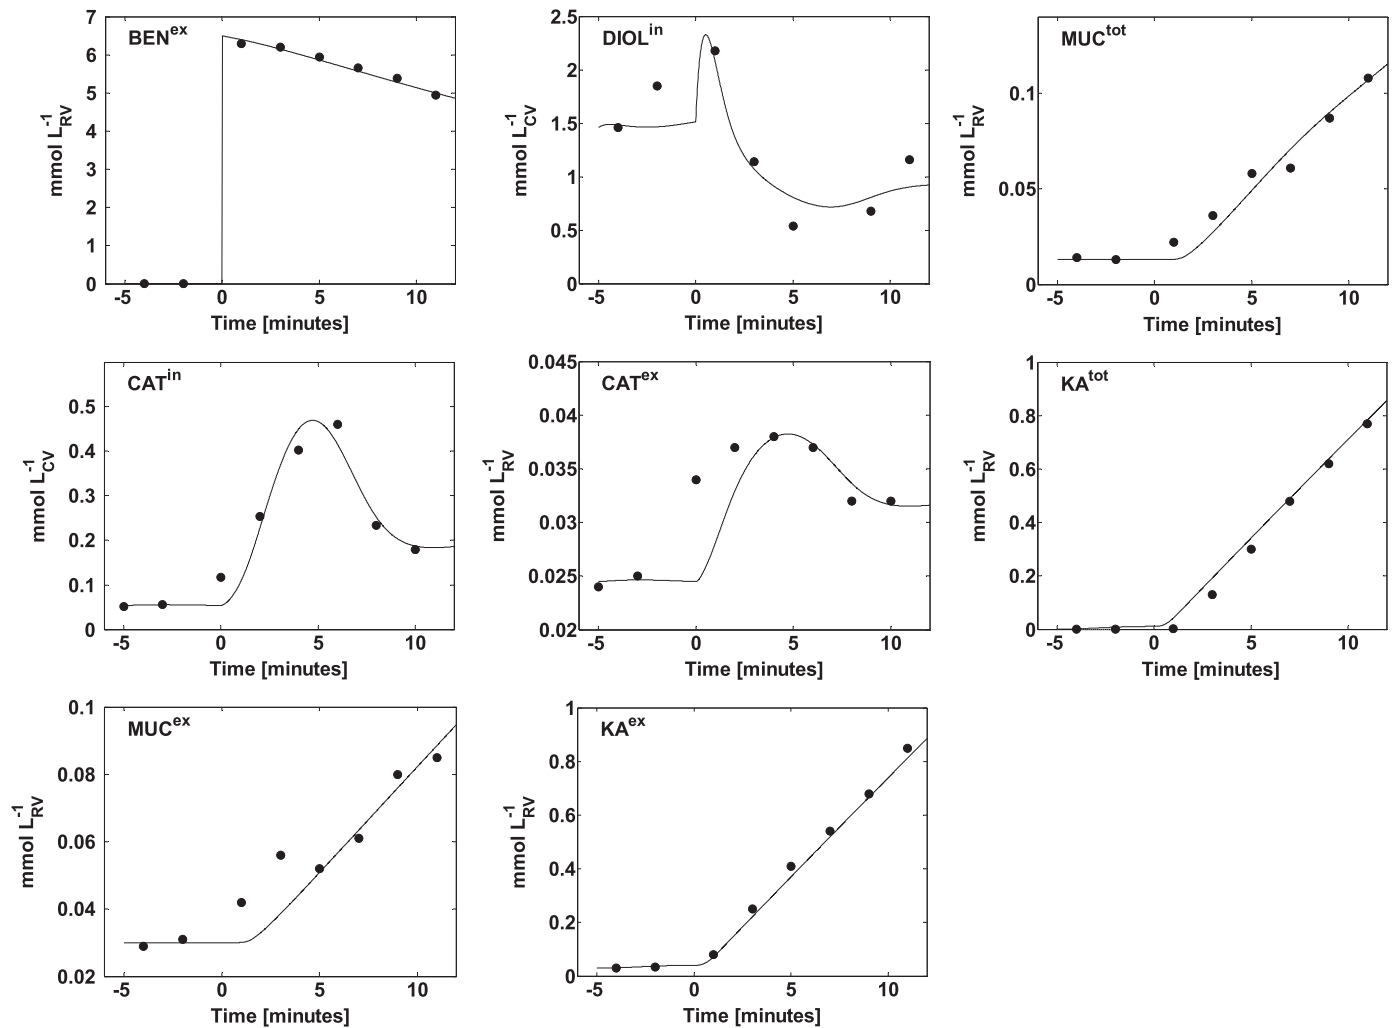 BEN^ex
7
6
5
4
3
2
1
0
mmol L_RV^-1
-5 0 5 10
Time [minutes]
DIOL^in
2.5
2
1.5
1
0.5
0
mmol L_CV^-1
-5 0 5 10
Time [minutes]
MUC^tot
0.1
0.05
0
mmol L_RV^-1
-5 0 5 10
Time [minutes]
CAT^in
0.5
0.4
0.3
0.2
0.1
0
mmol L_CV^-1
-5 0 5 10
Time [minutes]
CAT^ex
0.045
0.04
0.035
0.03
0.025
0.02
mmol L_RV^-1
-5 0 5 10
Time [minutes]
KA^tot
1
0.8
0.6
0.4
0.2
0
mmol L_RV^-1
-5 0 5 10
Time [minutes]
MUC^ex
0.1
0.08
0.06
0.04
0.02
mmol L_RV^-1
-5 0 5 10
Time [minutes]
KA^ex
1
0.8
0.6
0.4
0.2
0
mmol L_RV^-1
-5 0 5 10
Time [minutes]